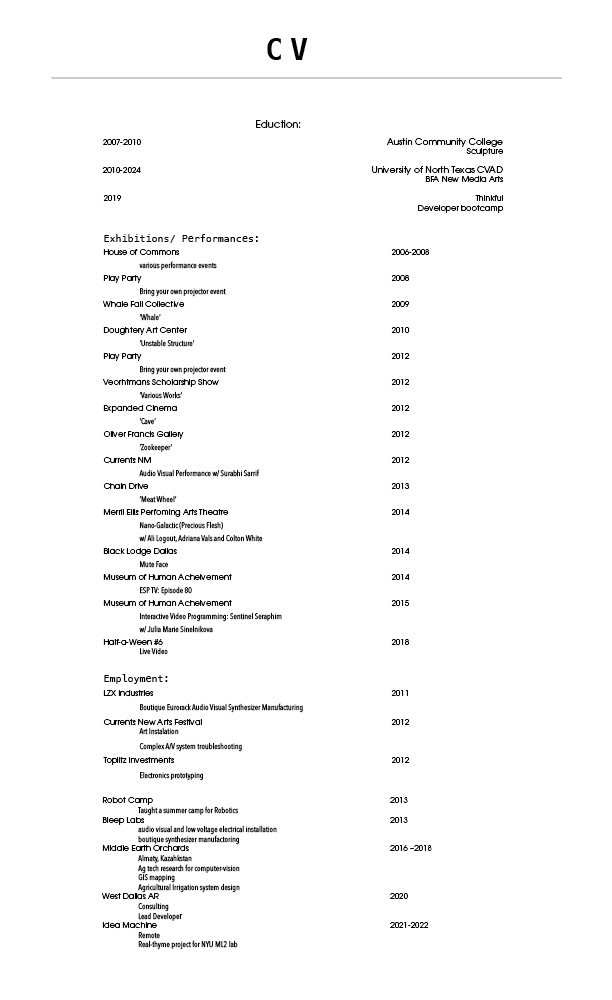 CV
Eduction:
2007-2010 Austin Community College
Sculpture
2010-2024 University of North Texas CVAD
BFA New Media Arts
2019 Thinkful
Developer bootcamp
Exhibitions/ Performances:
House of Commons 2006-2008
various performance events
Play Party 2008
Bring your own projector event
Whale Fall Collective 2009
'Whale'
Doughtery Art Center 2010
'Unstable Structure'
Play Party 2012
Bring your own projector event
Veorhtmans Scholarship Show 2012
'Various Works'
Expanded Cinema 2012
'Cave'
Oliver Francis Gallery 2012
'Zookeeper'
Currents NM 2012
Audio Visual Performance w/ Surabhi Sarrif
Chain Drive 2013
'Meat Wheel'
Merril Ellis Perfoming Arts Theatre 2014
Nano-Galactic (Precious Flesh)
w/ Ali Logout, Adriana Vals and Colton White
Black Lodge Dallas 2014
Mute Face
Museum of Human Acheivement 2014
ESP TV: Episode 80
Museum of Human Acheivement 2015
Interactive Video Programming: Sentinel Seraphim
w/ Julia Marie Sinelnikova
Half-a-Ween #6 2018
Live Video
Employment:
LZX Industries 2011
Boutique Eurorack Audio Visual Synthesizer Manufacturing
Currents New Arts Festival 2012
Art Instalation
Complex A/V system troubleshooting
Toplitz Investments 2012
Electronics prototyping
Robot Camp 2013
Taught a summer camp for Robotics
Bleep Labs 2013
audio visual and low voltage electrical installation
boutique synthesizer manufactoring
Middle Earth Orchards 2016 –2018
Almaty, Kazahkstan
Ag tech research for computer-vision
GIS mapping
Agricultural Irrigation system design
West Dallas AR 2020
Consulting
Lead Developer
Idea Machine 2021-2022
Remote
Real-thyme project for NYU ML2 lab